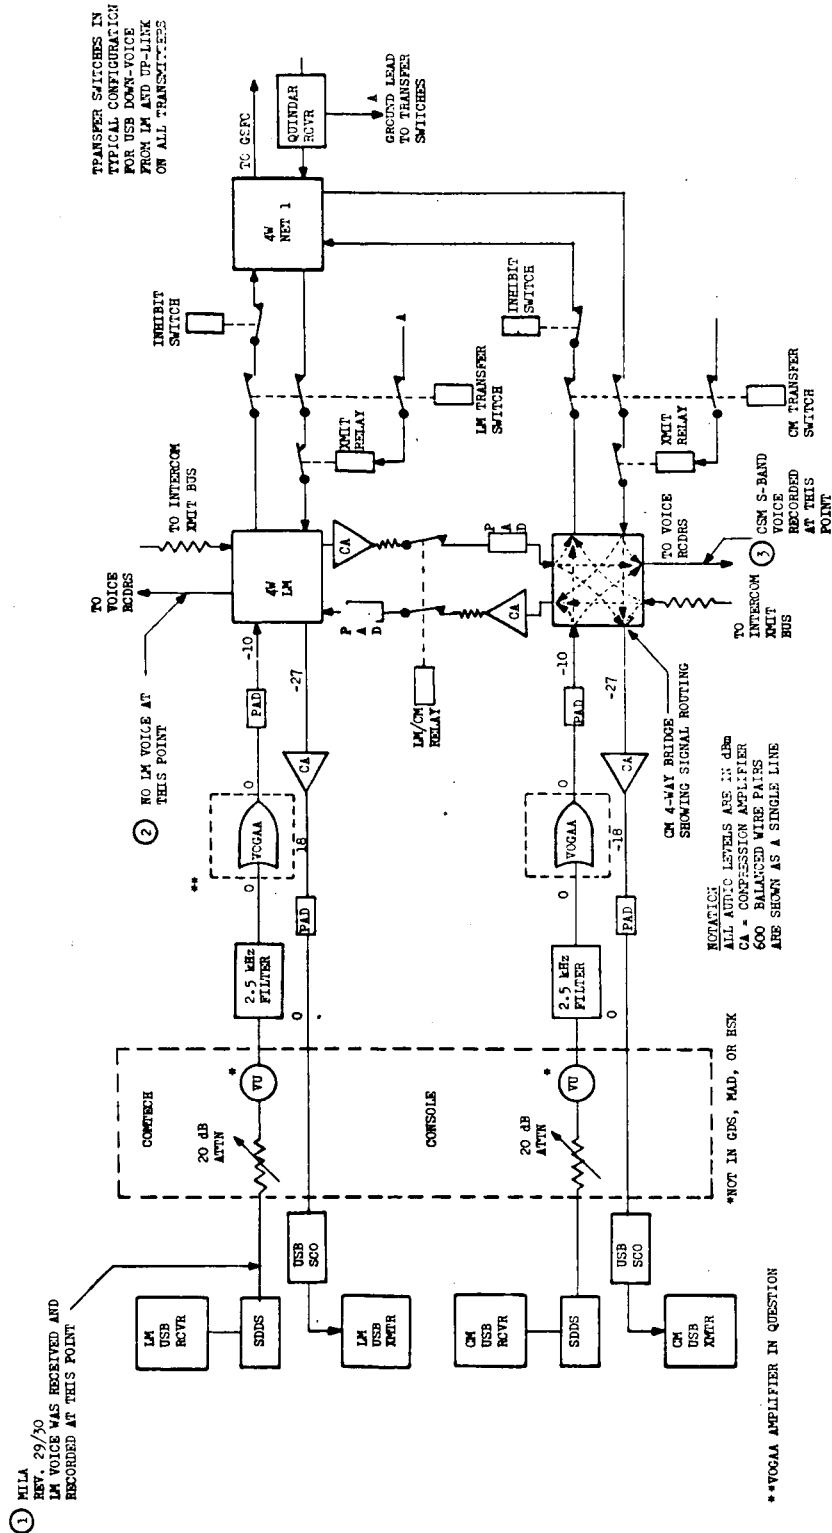 ① MILA
REV. 29/30
LM VOICE WAS RECEIVED AND
RECORDED AT THIS POINT
LM
USB
RCVR
SDDS
LM
USB
XMTR
USB
SCO
COMTECH
20 dB
ATTN
*
VU
2.5 kHz
FILTER
0
PAD
0
**
VOGAA
0
18
CA
PAD
-10
-27
② NO LM VOICE AT
THIS POINT
TO
VOICE
RCDRS
TO INTERCOM
XMIT BUS
4W
LM
CA
PAD
PAD
CA
LM/CM
RELAY
INHIBIT
SWITCH
XMIT
RELAY
LM TRANSFER
SWITCH
A
4W
NET 1
TO GSFC
QUINDAR
RCVR
A
GROUND LEAD
TO TRANSFER
SWITCHES
TRANSFER SWITCHES IN
TYPICAL CONFIGURATION
FOR USB DOWN-VOICE
FROM LM AND UP-LINK
ON ALL TRANSMITTERS
CM
USB
RCVR
SDDS
CM
USB
XMTR
USB
SCO
CONSOLE
20 dB
ATTN
*
VU
2.5 kHz
FILTER
0
PAD
0
VOGAA
0
-18
CA
PAD
-10
-27
CM 4-WAY BRIDGE
SHOWING SIGNAL ROUTING
TO INTERCOM
XMIT
BUS
TO VOICE
RCDRS
③ CSM S-BAND
VOICE
RECORDED
AT THIS
POINT
INHIBIT
SWITCH
XMIT
RELAY
CM TRANSFER
SWITCH
*NOT IN GDS, MAD, OR HSK
NOTATION
ALL AUDIO LEVELS ARE IN dBm
CA = COMPRESSION AMPLIFIER
600 BALANCED WIRE PAIRS
ARE SHOWN AS A SINGLE LINE
**VOGAA AMPLIFIER IN QUESTION